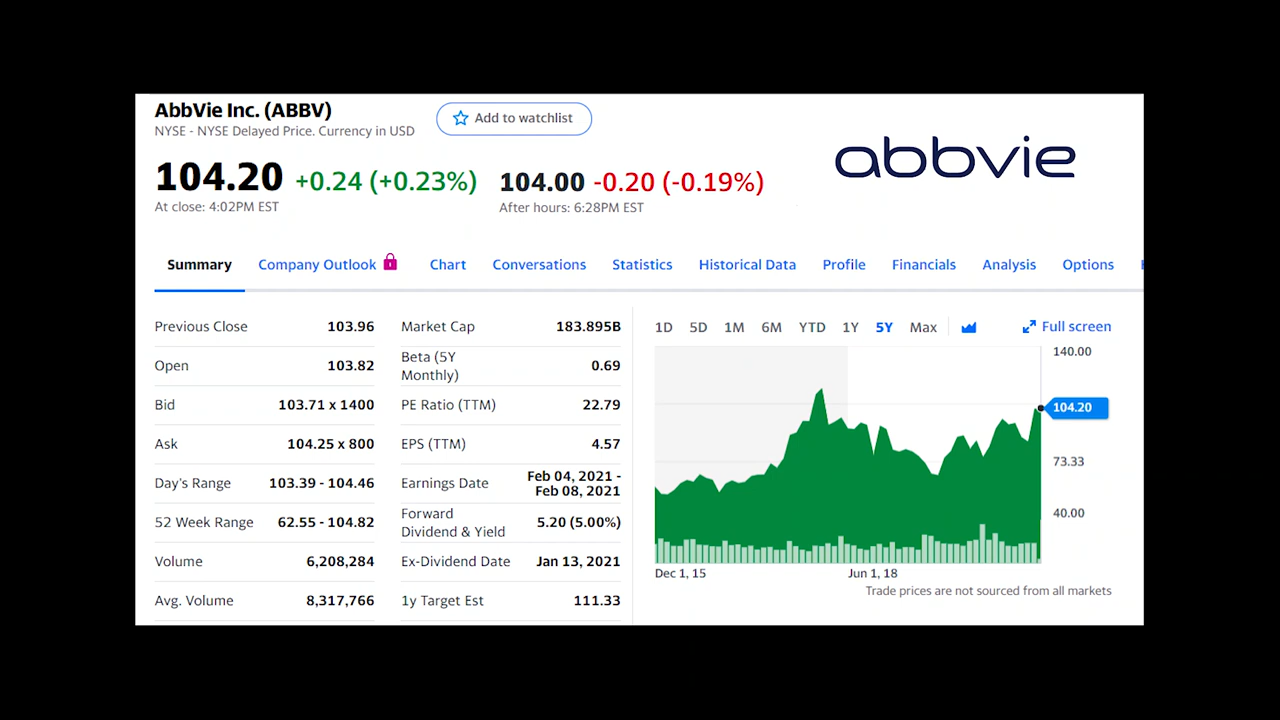 AbbVie Inc. (ABBV)
NYSE - NYSE Delayed Price. Currency in USD
Add to watchlist
abbvie
104.20 +0.24 (+0.23%)
At close: 4:02PM EST
104.00 -0.20 (-0.19%)
After hours: 6:28PM EST
Summary Company Outlook Chart Conversations Statistics Historical Data Profile Financials Analysis Options
Previous Close 103.96
Open 103.82
Bid 103.71 x 1400
Ask 104.25 x 800
Day's Range 103.39 - 104.46
52 Week Range 62.55 - 104.82
Volume 6,208,284
Avg. Volume 8,317,766
Market Cap 183.895B
Beta (5Y
Monthly) 0.69
PE Ratio (TTM) 22.79
EPS (TTM) 4.57
Earnings Date Feb 04, 2021 -
Feb 08, 2021
Forward
Dividend & Yield 5.20 (5.00%)
Ex-Dividend Date Jan 13, 2021
1y Target Est 111.33
1D 5D 1M 6M YTD 1Y 5Y Max Full screen
140.00
104.20
73.33
40.00
Dec 1, 15 Jun 1, 18
Trade prices are not sourced from all markets